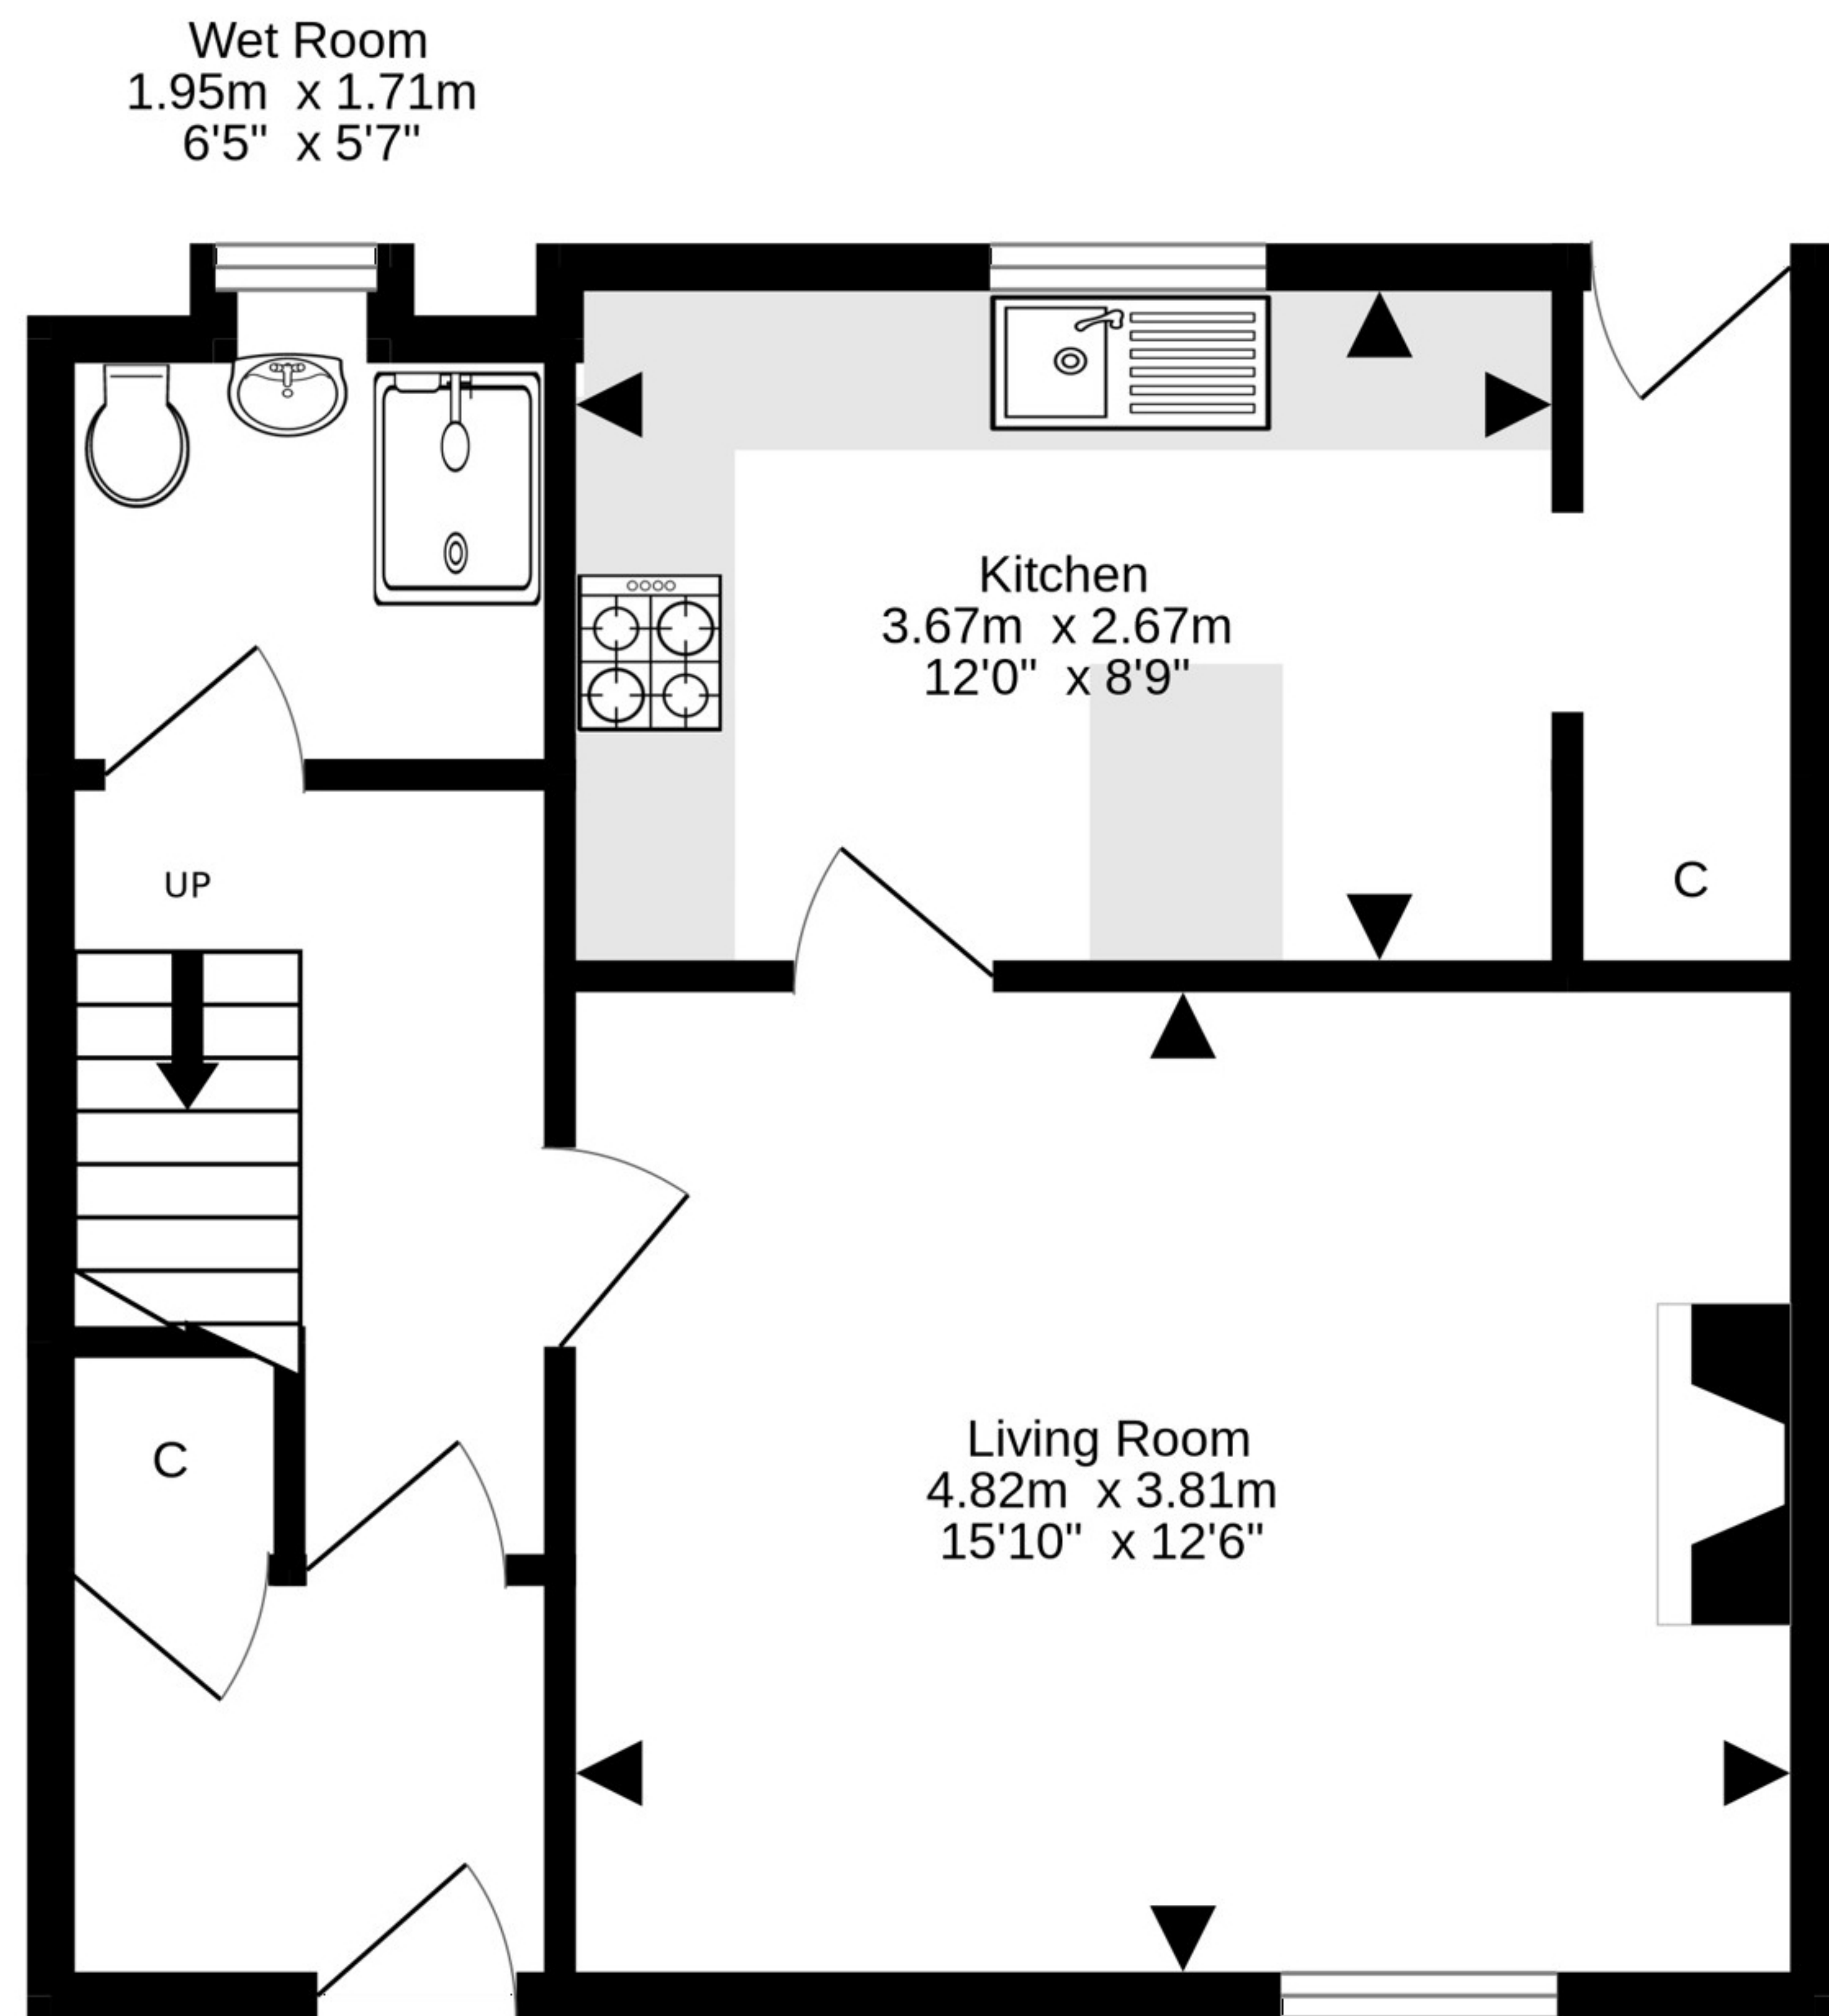 Wet Room
1.95m x 1.71m
6'5" x 5'7"
Kitchen
3.67m x 2.67m
12'0" x 8'9"
UP
C
C
Living Room
4.82m x 3.81m
15'10" x 12'6"